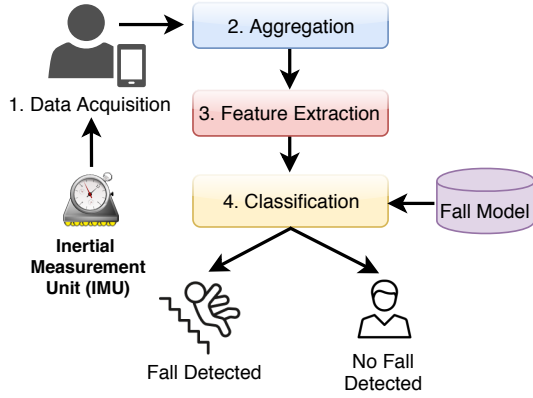 2. Aggregation
1. Data Acquisition
3. Feature Extraction
4. Classification
Fall Model
Inertial
Measurement
Unit (IMU)
Fall Detected
No Fall
Detected